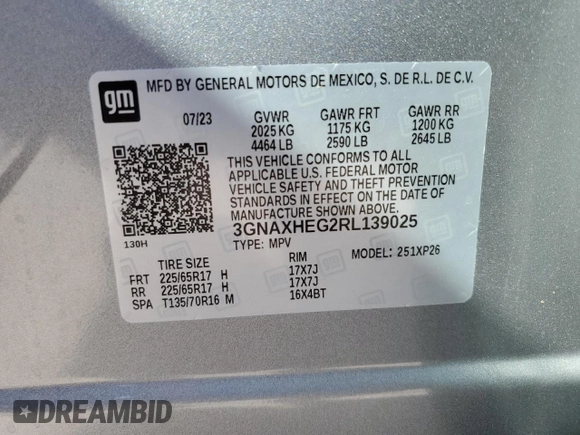 gm
MFD BY GENERAL MOTORS DE MEXICO, S. DE R.L. DE C.V.
07/23 GVWR GAWR FRT GAWR RR
2025 KG 1175 KG 1200 KG
4464 LB 2590 LB 2645 LB
THIS VEHICLE CONFORMS TO ALL
APPLICABLE U.S. FEDERAL MOTOR
VEHICLE SAFETY AND THEFT PREVENTION
STANDARDS IN EFFECT ON THE DATE OF
MANUFACTURE SHOWN ABOVE.
3GNAXHEG2RL139025
130H
TYPE: MPV MODEL: 251XP26
TIRE SIZE RIM
FRT 225/65R17 H 17X7J
RR 225/65R17 H 17X7J
SPA T135/70R16 M 16X4BT
DREAMBID